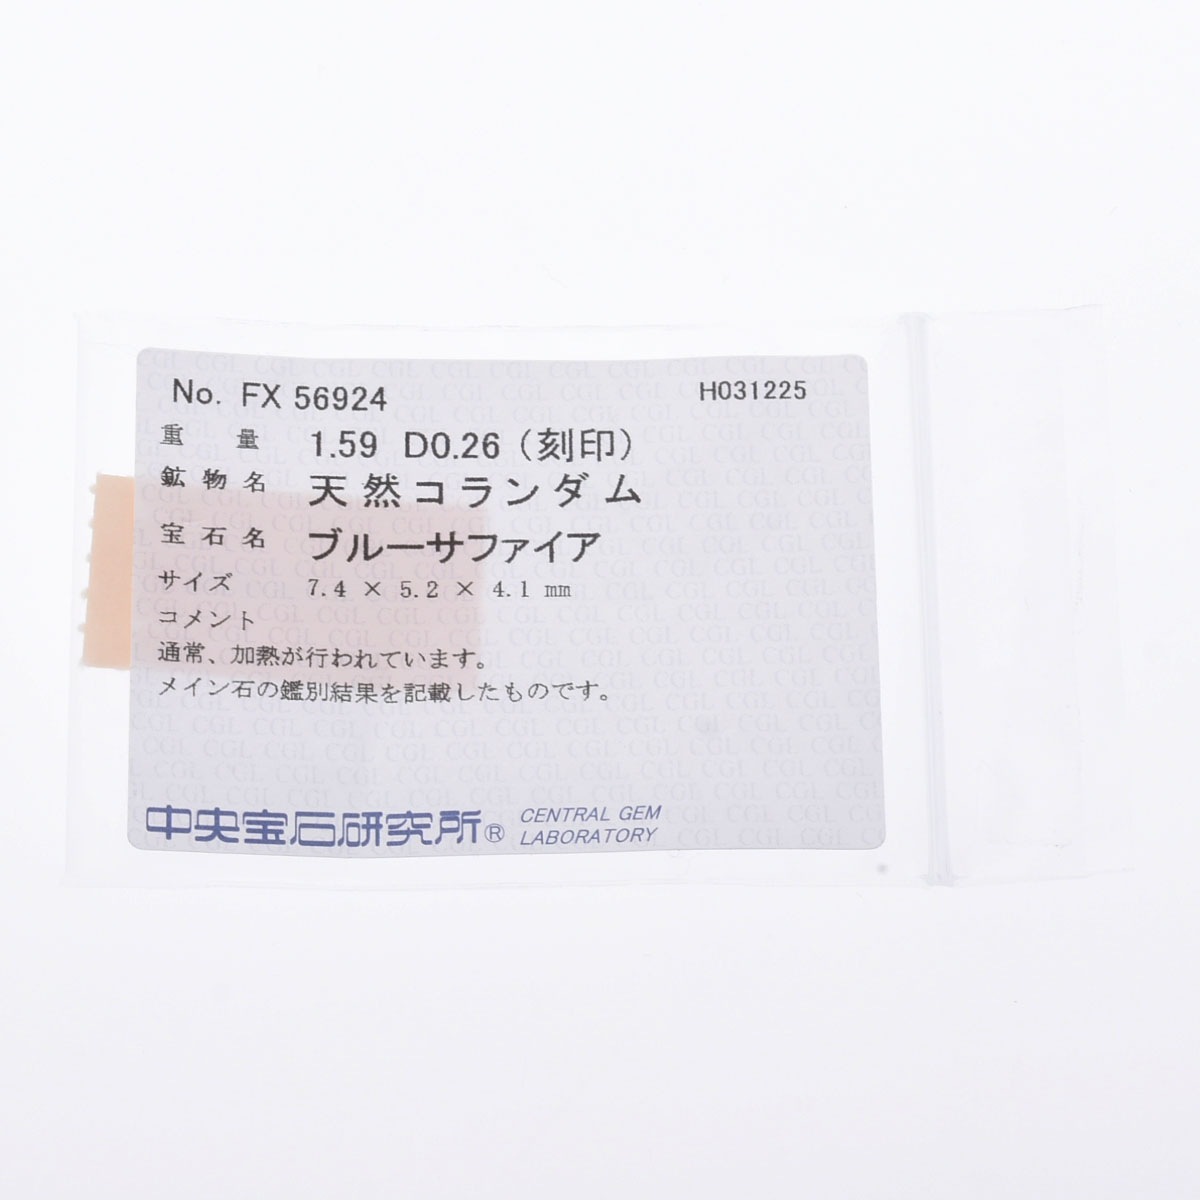 No. FX 56924 H031225
重量 1.59 D0.26 (刻印)
鉱物名 天然コランダム
宝石名 ブルーサファイア
サイズ 7.4 × 5.2 × 4.1 mm
コメント
通常、加熱が行われています。
メイン石の鑑別結果を記載したものです。
中央宝石研究所® CENTRAL GEM
LABORATORY